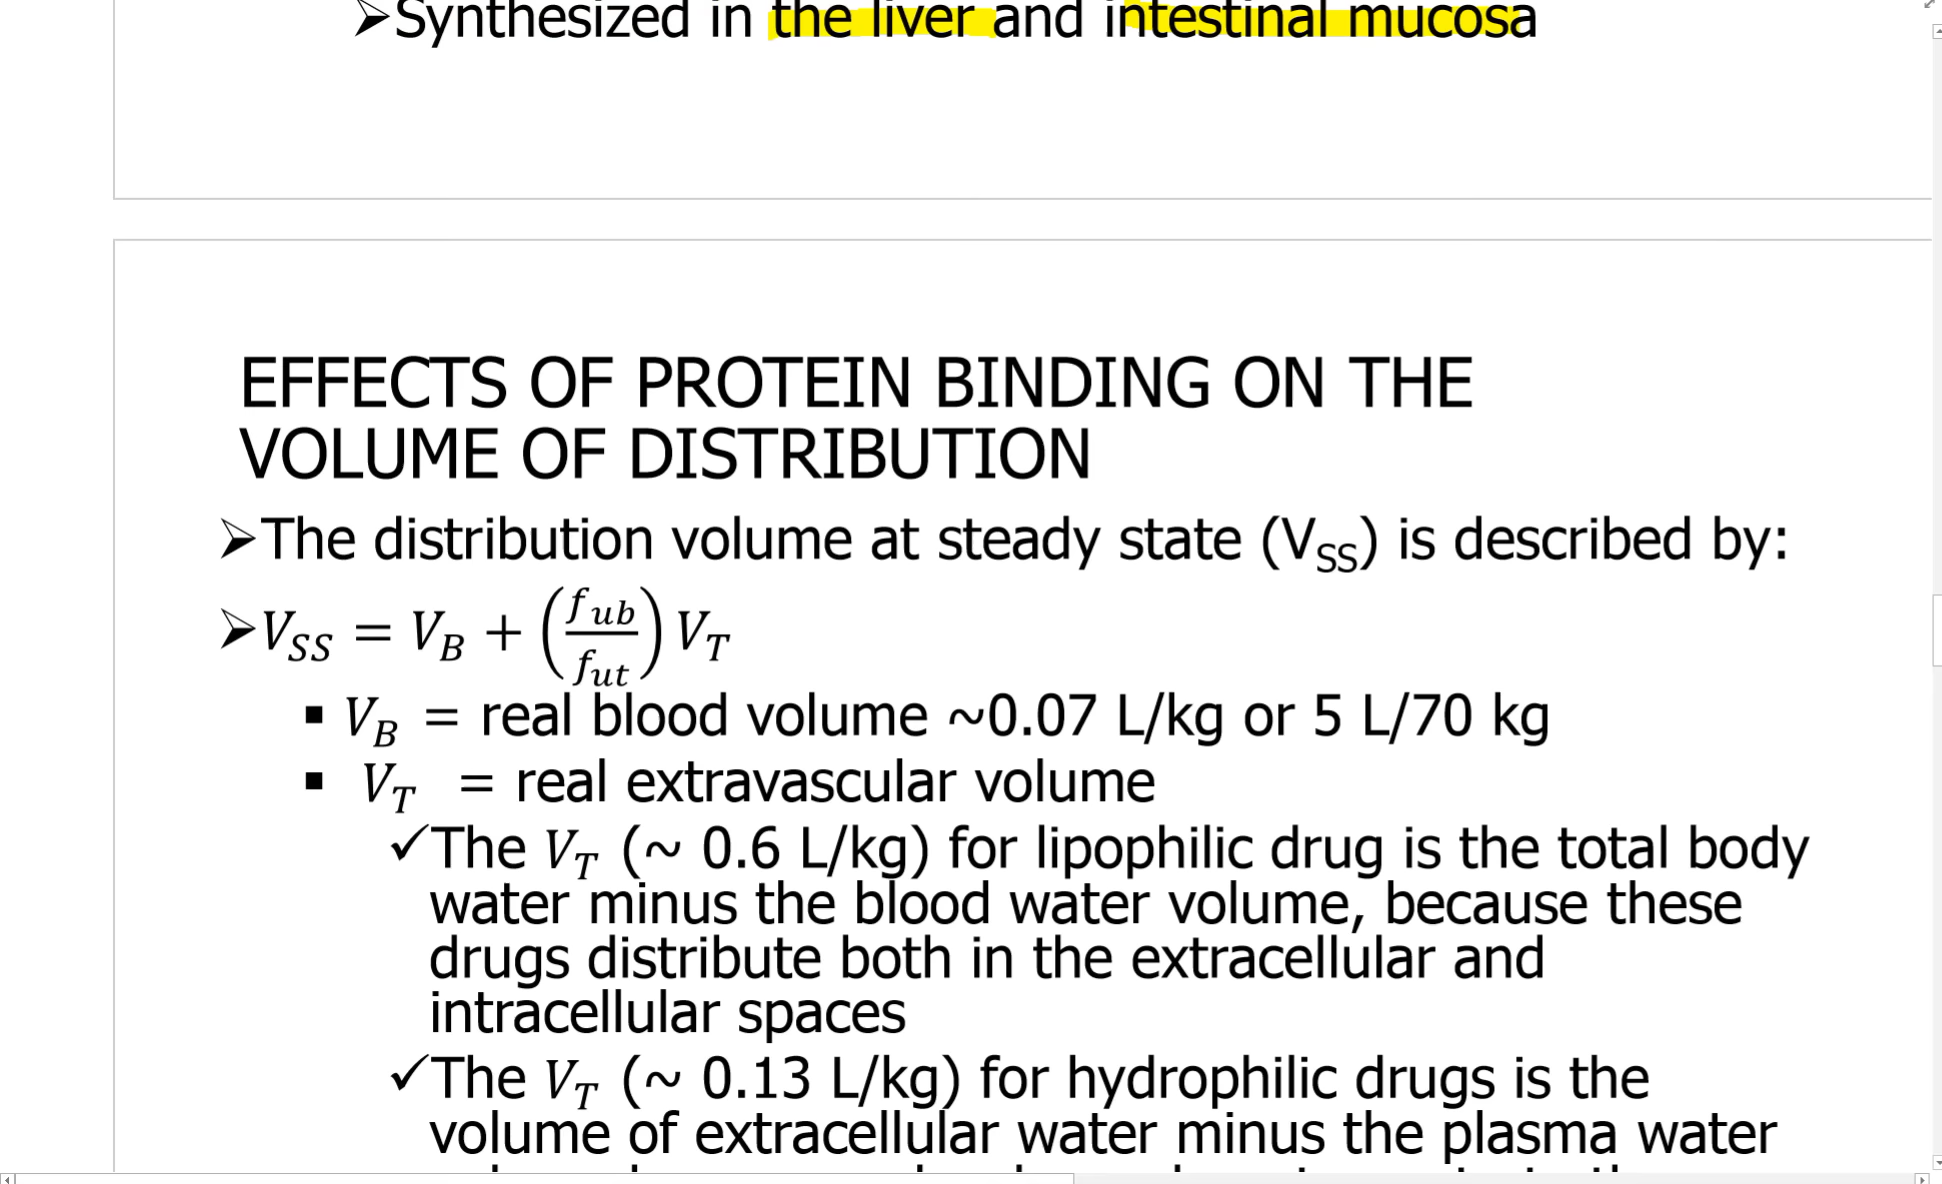 ➢Synthesized in the liver and intestinal mucosa
EFFECTS OF PROTEIN BINDING ON THE
VOLUME OF DISTRIBUTION
➢The distribution volume at steady state (V_SS) is described by:
➢V_SS = V_B + (f_ub / f_ut) V_T
▪ V_B = real blood volume ~0.07 L/kg or 5 L/70 kg
▪ V_T = real extravascular volume
✓The V_T (~ 0.6 L/kg) for lipophilic drug is the total body
water minus the blood water volume, because these
drugs distribute both in the extracellular and
intracellular spaces
✓The V_T (~ 0.13 L/kg) for hydrophilic drugs is the
volume of extracellular water minus the plasma water